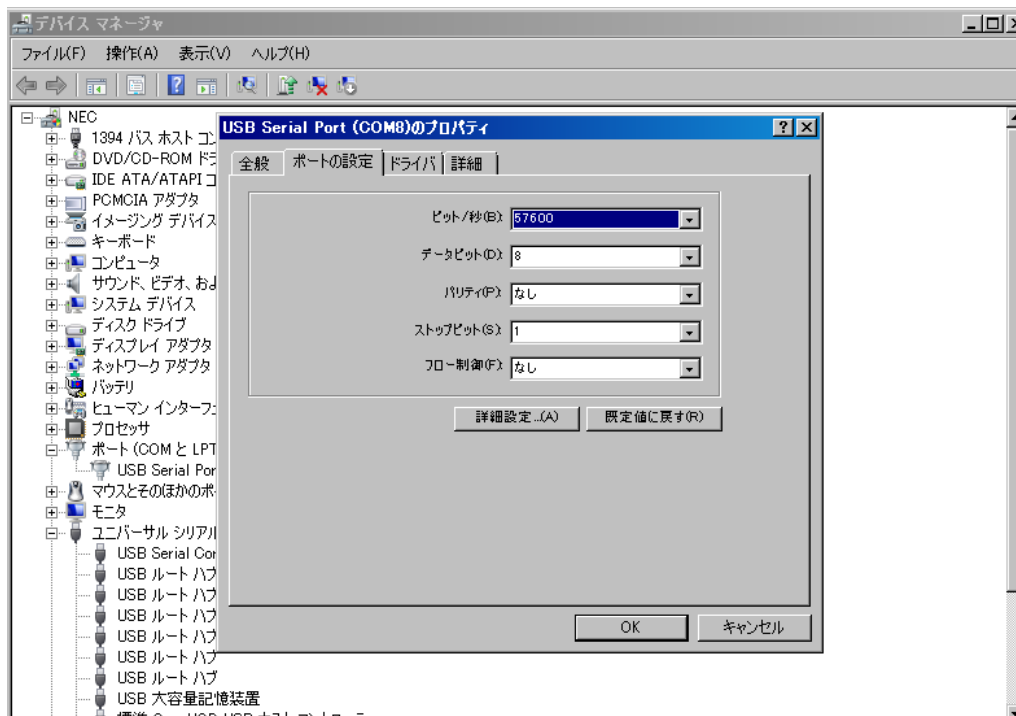 デバイス マネージャ
ファイル(F) 操作(A) 表示(V) ヘルプ(H)
NEC
1394 バス ホスト コ
DVD/CD-ROM ドラ
IDE ATA/ATAPI コ
PCMCIA アダプタ
イメージング デバイス
キーボード
コンピュータ
サウンド、ビデオ、およ
システム デバイス
ディスク ドライブ
ディスプレイ アダプタ
ネットワーク アダプタ
バッテリ
ヒューマン インターフェ
プロセッサ
ポート (COM と LPT
USB Serial Por
マウスとそのほかのポ
モニタ
ユニバーサル シリアル
USB Serial Con
USB ルート ハブ
USB ルート ハブ
USB ルート ハブ
USB ルート ハブ
USB ルート ハブ
USB ルート ハブ
USB 大容量記憶装置
USB Serial Port (COM8)のプロパティ
全般 ポートの設定 ドライバ 詳細
ビット/秒(B): 57600
データ ビット(D): 8
パリティ(P): なし
ストップ ビット(S): 1
フロー制御(F): なし
詳細設定...(A) 既定値に戻す(R)
OK キャンセル